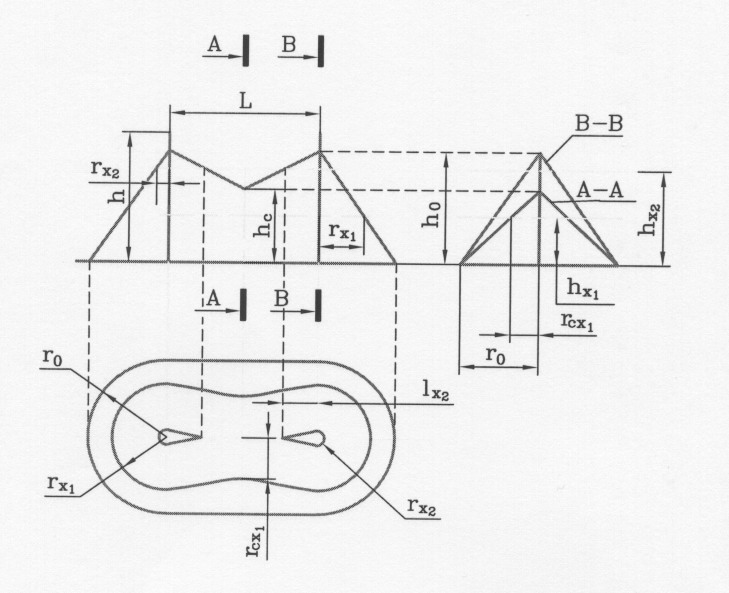 A B
L
B-B
r_x2
h
h_c
r_x1
h_0
A-A
h_x2
A B
h_x1
r_cx1
r_0
r_0
l_x2
r_x1
r_cx1
r_x2